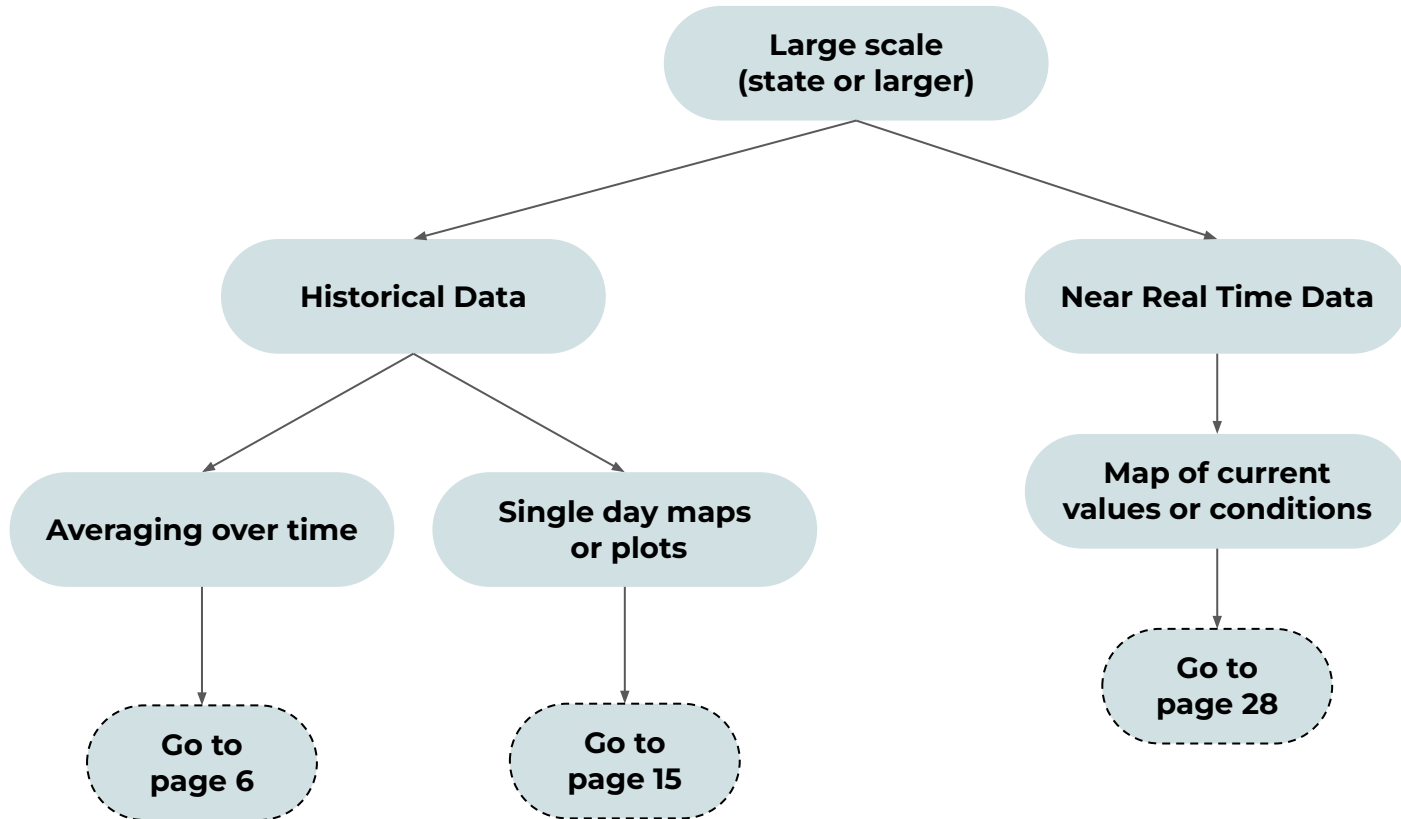 Large scale
(state or larger)
Historical Data
Near Real Time Data
Averaging over time
Single day maps
or plots
Map of current
values or conditions
Go to
page 6
Go to
page 15
Go to
page 28